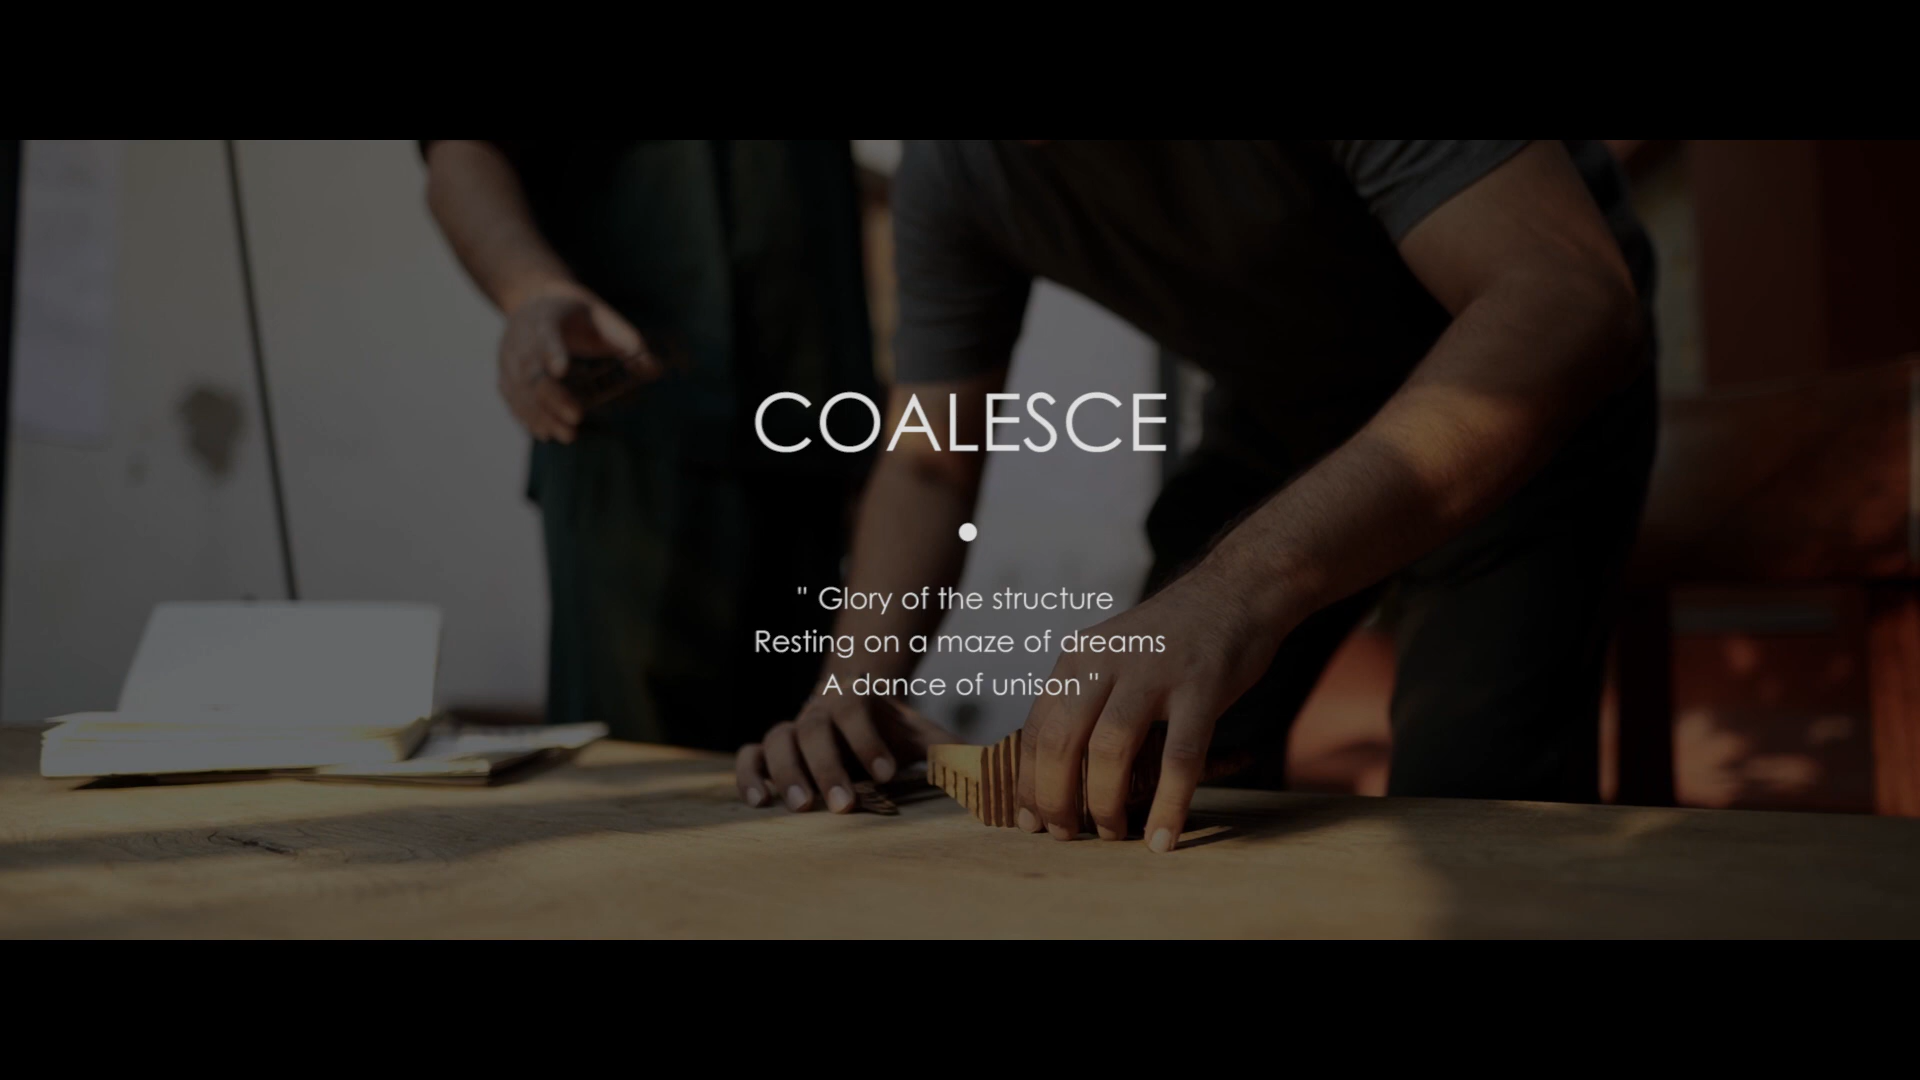 COALESCE
" Glory of the structure
Resting on a maze of dreams
A dance of unison "